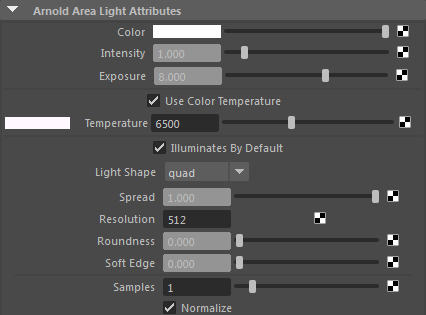 Arnold Area Light Attributes
Color
Intensity 1.000
Exposure 8.000
Use Color Temperature
Temperature 6500
Illuminates By Default
Light Shape quad
Spread 1.000
Resolution 512
Roundness 0.000
Soft Edge 0.000
Samples 1
Normalize